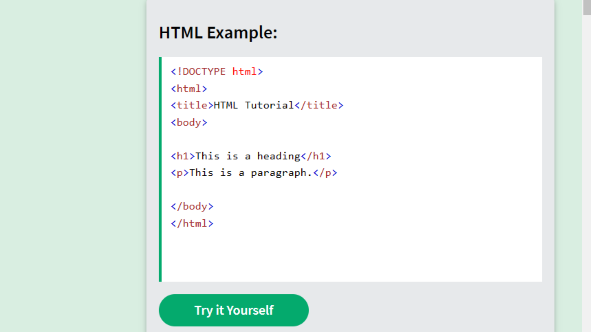 HTML Example:
<!DOCTYPE html>
<html>
<title>HTML Tutorial</title>
<body>
<h1>This is a heading</h1>
<p>This is a paragraph.</p>
</body>
</html>
Try it Yourself